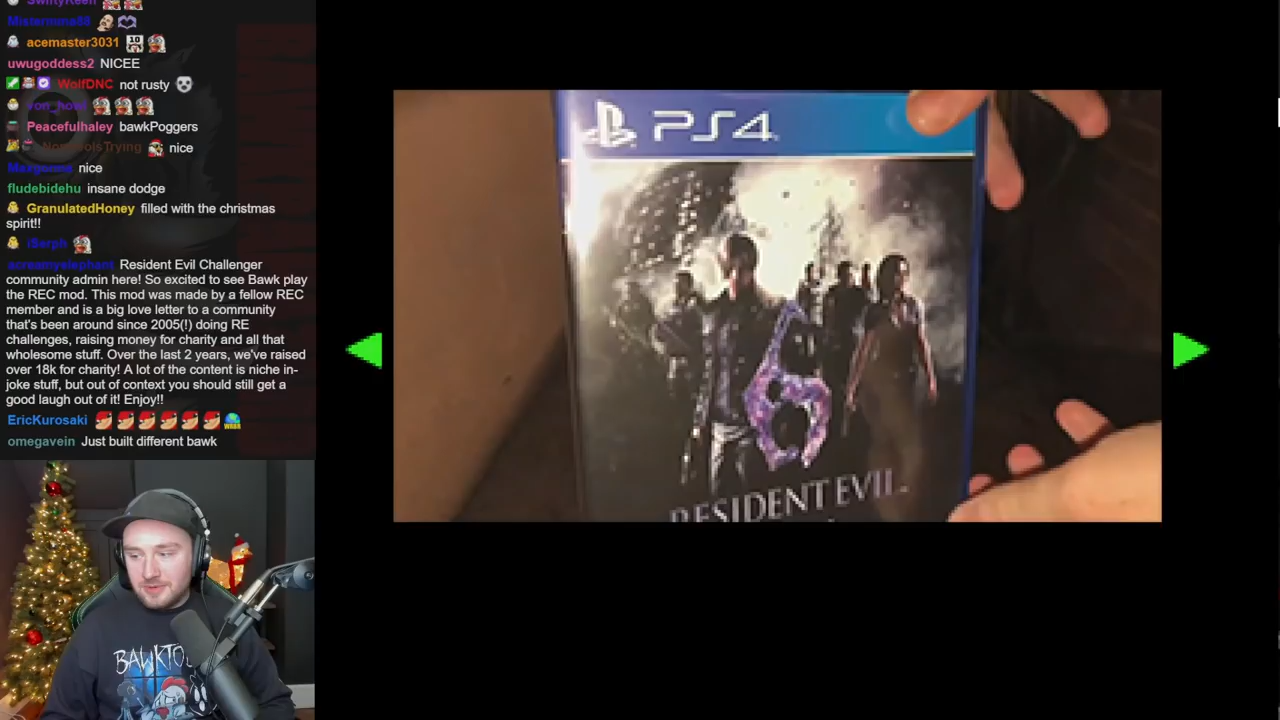 SwiftyKeen
Mistermma88
acemaster3031
uwugoddess2 NICEE
WolfDNC not rusty
Peacefulhaley bawkPoggers
nice
nice
fludebidehu insane dodge
GranulatedHoney filled with the christmas
spirit!!
iSerph
Resident Evil Challenger
community admin here! So excited to see Bawk play
the REC mod. This mod was made by a fellow REC
member and is a big love letter to a community
that's been around since 2005(!) doing RE
challenges, raising money for charity and all that
wholesome stuff. Over the last 2 years, we've raised
over 18k for charity! A lot of the content is niche in-
joke stuff, but out of context you should still get a
good laugh out of it! Enjoy!!
EricKurosaki
omegavein Just built different bawk
PS4
6
RESIDENT EVIL